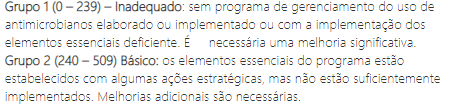 Grupo 1 (0 – 239) – Inadequado: sem programa de gerenciamento do uso de
antimicrobianos elaborado ou implementado ou com a implementação dos
elementos essenciais deficiente. É necessária uma melhoria significativa.
Grupo 2 (240 – 509) Básico: os elementos essenciais do programa estão
estabelecidos com algumas ações estratégicas, mas não estão suficientemente
implementados. Melhorias adicionais são necessárias.